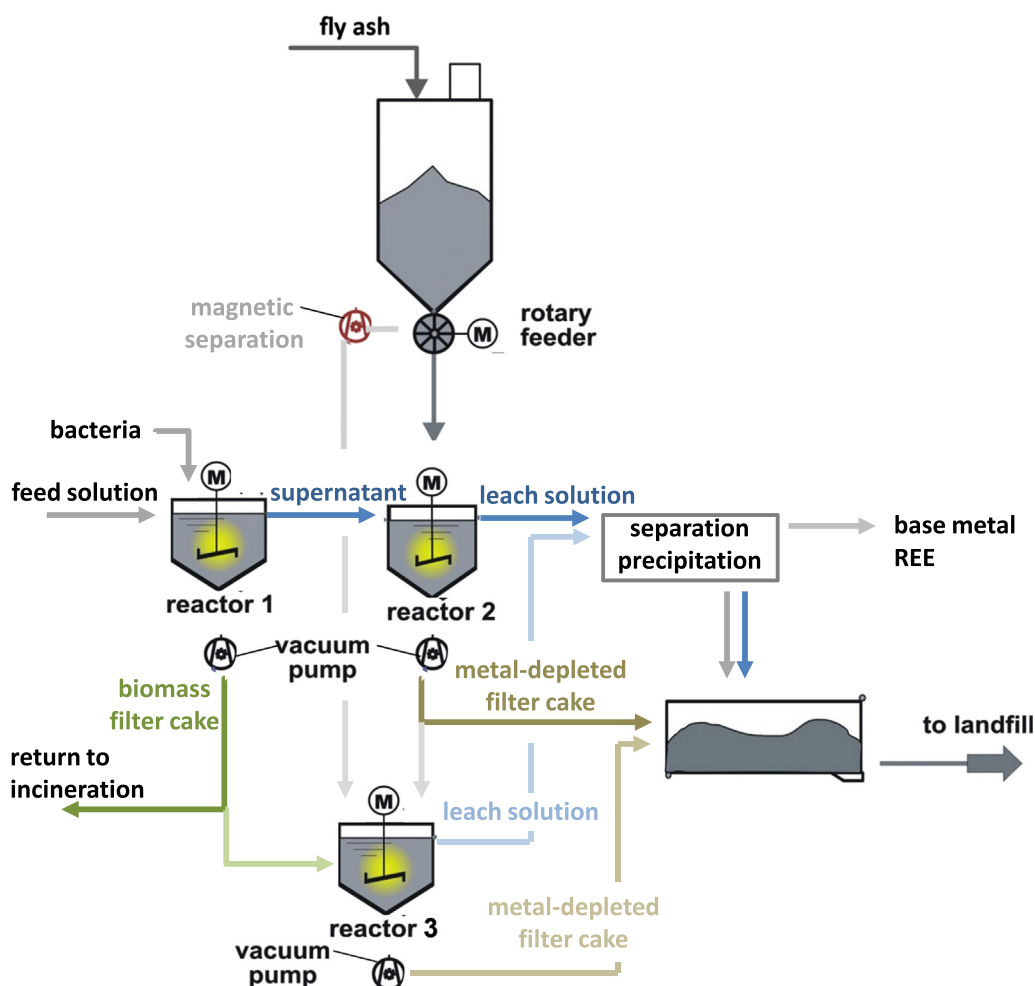 fly ash
magnetic
separation
rotary
feeder
M
bacteria
M
M
feed solution
supernatant
leach solution
separation
precipitation
base metal
REE
reactor 1
reactor 2
vacuum
pump
metal-depleted
filter cake
biomass
filter cake
to landfill
return to
incineration
M
leach solution
reactor 3
metal-depleted
filter cake
vacuum
pump